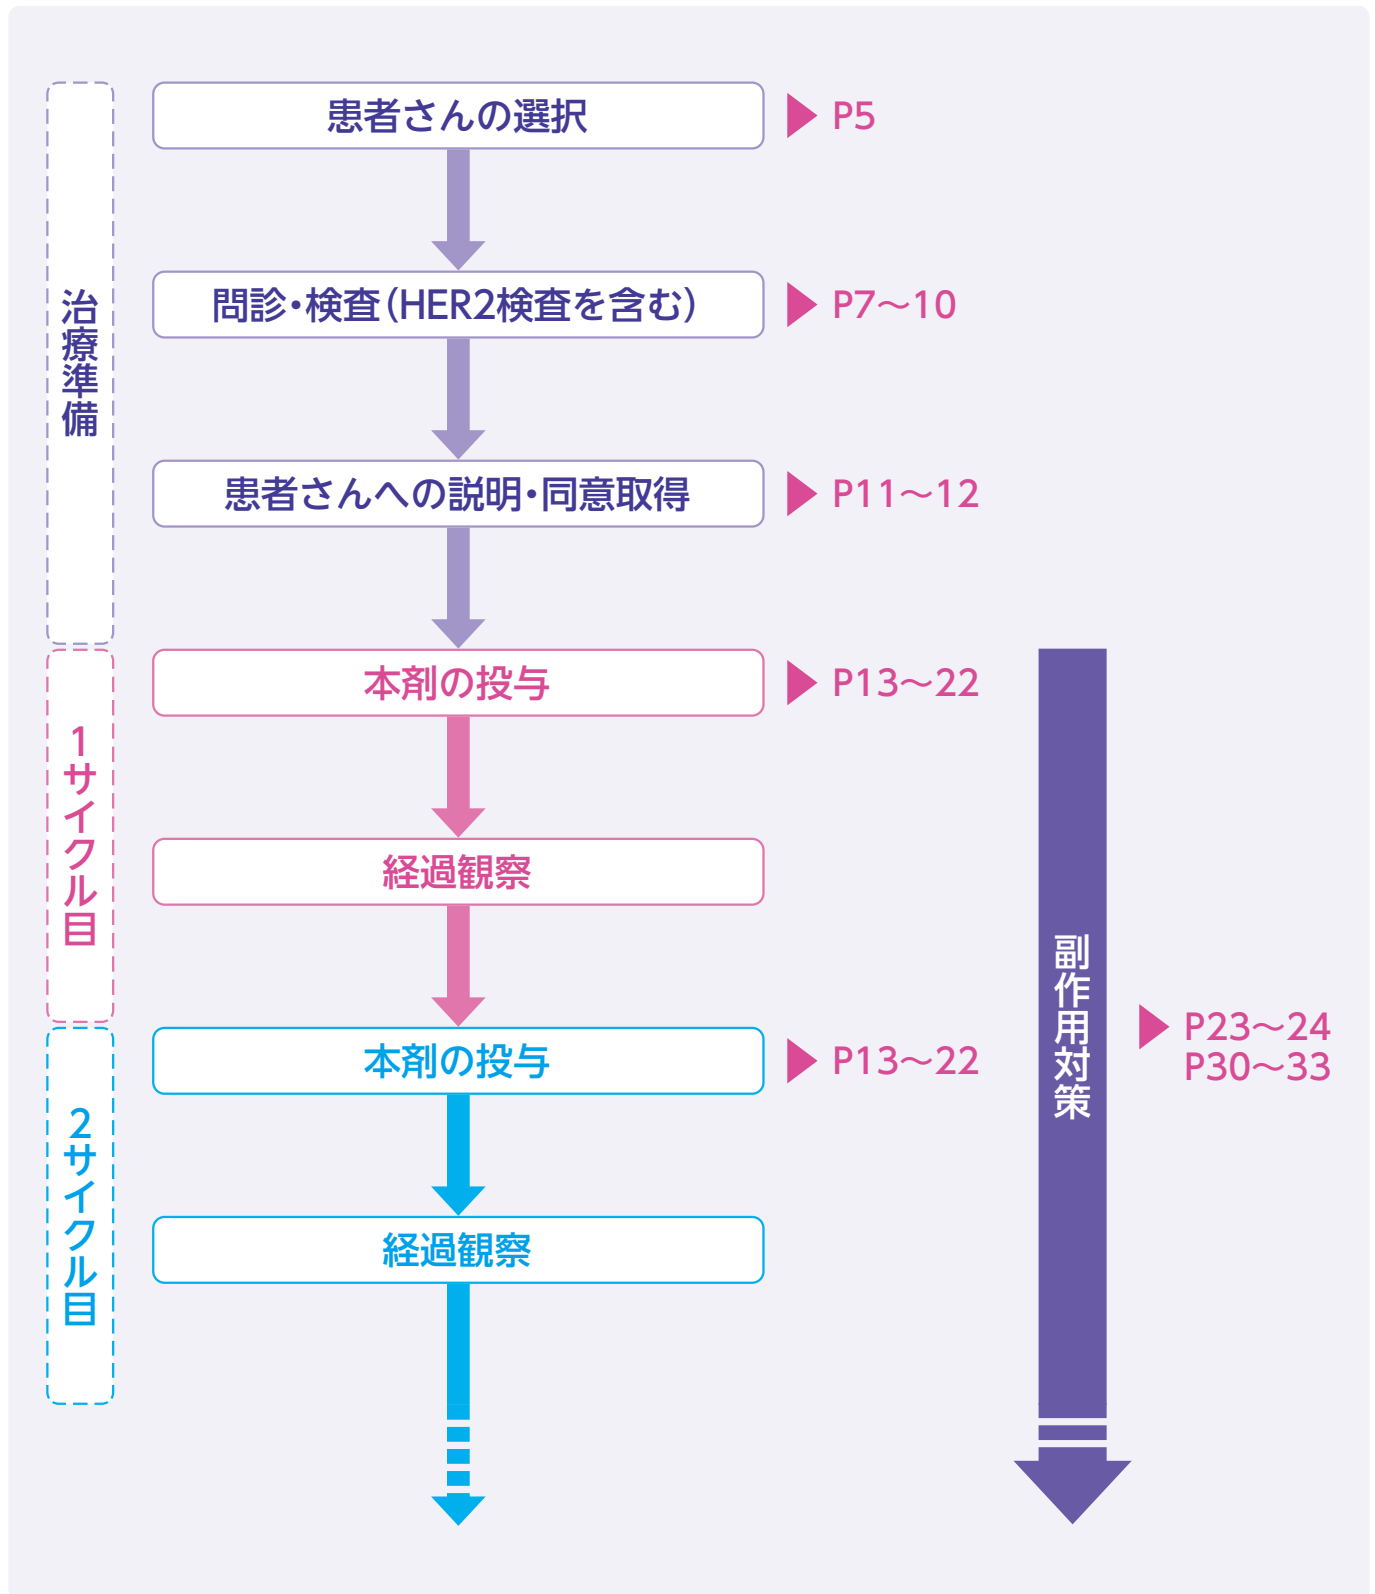 治療準備
患者さんの選択
P5
問診・検査（HER2検査を含む）
P7～10
患者さんへの説明・同意取得
P11～12
1サイクル目
本剤の投与
P13～22
経過観察
2サイクル目
本剤の投与
P13～22
経過観察
副作用対策
P23～24
P30～33